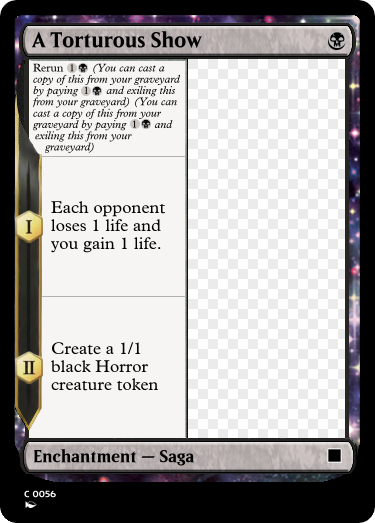 A Torturous Show
Rerun 1 (You can cast a
copy of this from your graveyard
by paying 1 and exiling this
from your graveyard) (You can
cast a copy of this from your
graveyard by paying 1 and
exiling this from your
graveyard)
I
Each opponent
loses 1 life and
you gain 1 life.
II
Create a 1/1
black Horror
creature token
Enchantment — Saga
C 0056